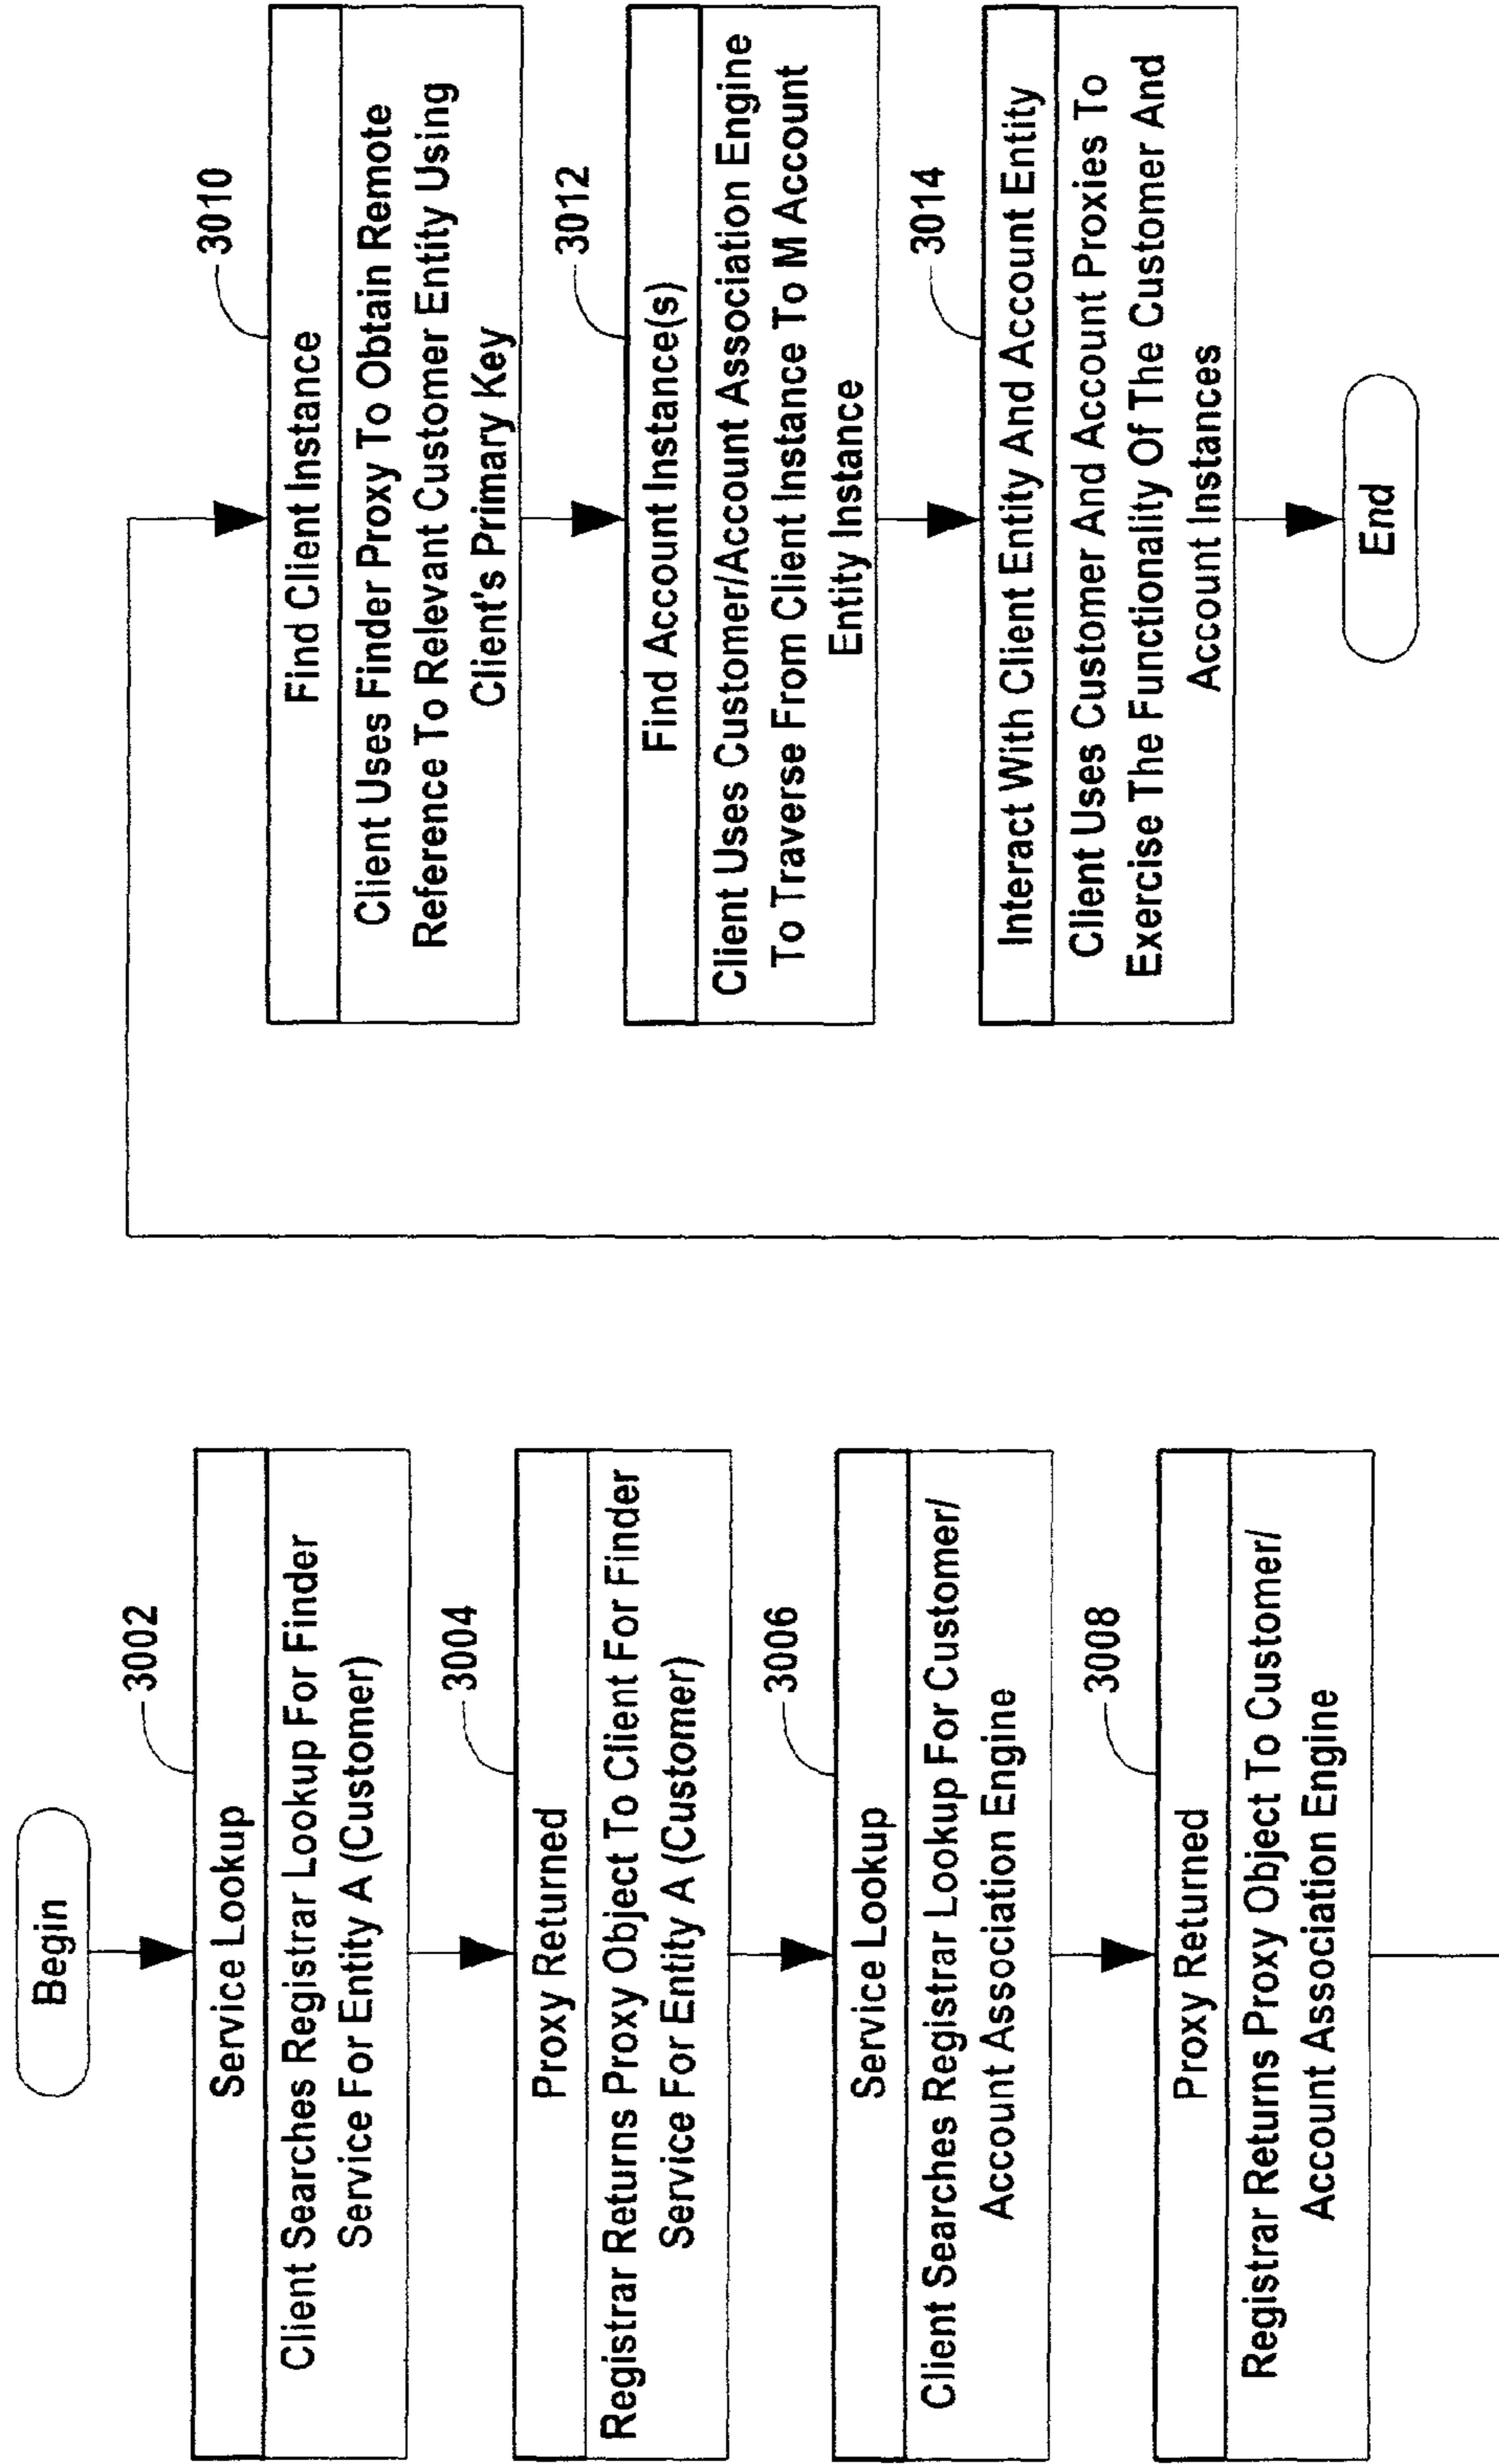 Begin
3002
Service Lookup
Client Searches Registrar Lookup For Finder
Service For Entity A (Customer)
3004
Proxy Returned
Registrar Returns Proxy Object To Client For Finder
Service For Entity A (Customer)
3006
Service Lookup
Client Searches Registrar Lookup For Customer/
Account Association Engine
3008
Proxy Returned
Registrar Returns Proxy Object To Customer/
Account Association Engine
3010
Find Client Instance
Client Uses Finder Proxy To Obtain Remote
Reference To Relevant Customer Entity Using
Client's Primary Key
3012
Find Account Instance(s)
Client Uses Customer/Account Association Engine
To Traverse From Client Instance To M Account
Entity Instance
3014
Interact With Client Entity And Account Entity
Client Uses Customer And Account Proxies To
Exercise The Functionality Of The Customer And
Account Instances
End